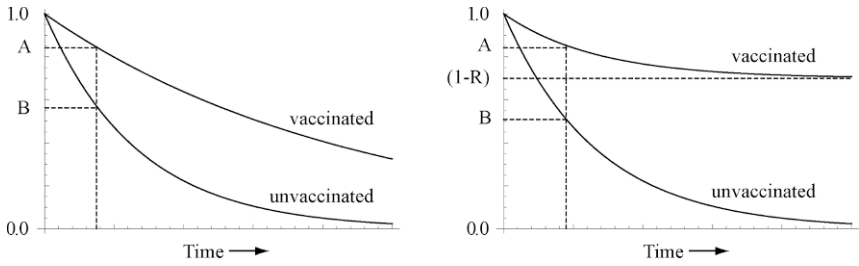 1.0
A
B
0.0
vaccinated
unvaccinated
Time
1.0
A
(1-R)
B
0.0
vaccinated
unvaccinated
Time